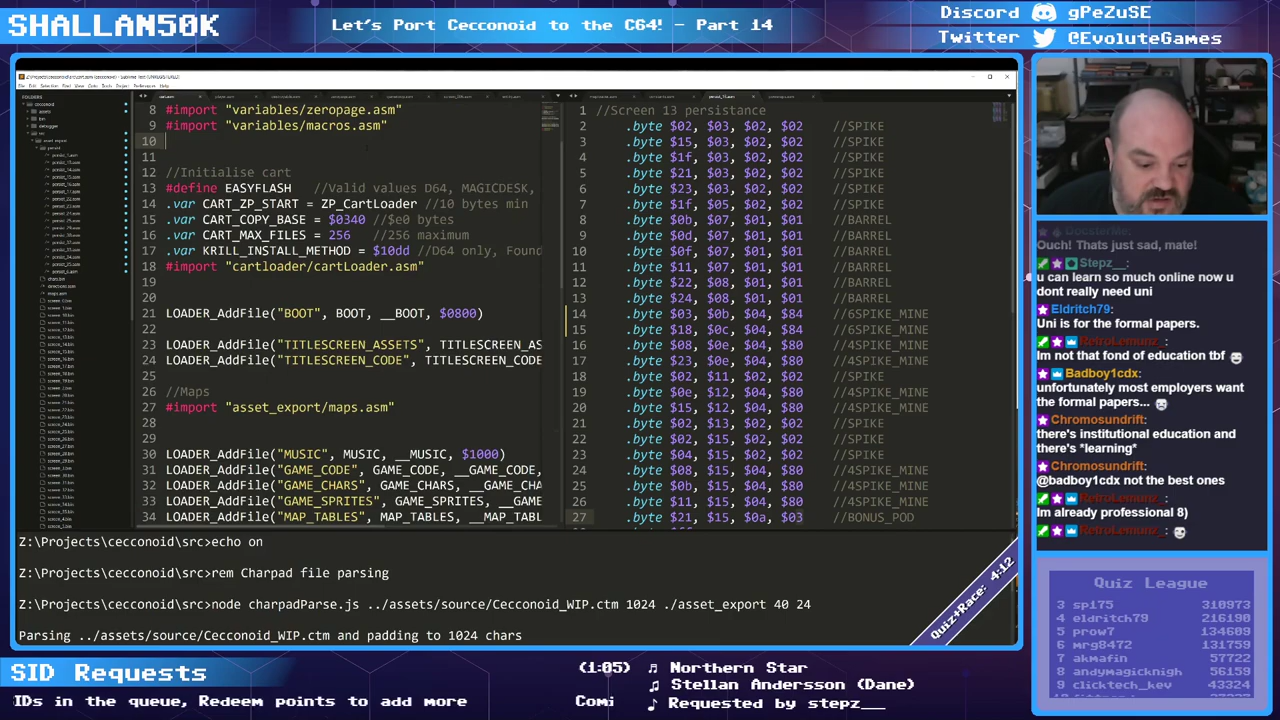 SHALLAN50K
Let's Port Cecconoid to the C64! - Part 14
Discord gPeZuSE
Twitter @EvoluteGames
FOLDERS
8 #import "variables/zeropage.asm"
9 #import "variables/macros.asm"
10
11
12 //Initialise cart
13 #define EASYFLASH //Valid values D64, MAGICDESK,
14 .var CART_ZP_START = ZP_CartLoader //10 bytes min
15 .var CART_COPY_BASE = $0340 //$e0 bytes
16 .var CART_MAX_FILES = 256 //256 maximum
17 .var KRILL_INSTALL_METHOD = $10dd //D64 only, Found
18 #import "cartloader/cartLoader.asm"
19
20
21 LOADER_AddFile("BOOT", BOOT, __BOOT, $0800)
22
23 LOADER_AddFile("TITLESCREEN_ASSETS", TITLESCREEN_AS
24 LOADER_AddFile("TITLESCREEN_CODE", TITLESCREEN_CODE
25
26 //Maps
27 #import "asset_export/maps.asm"
28
29
30 LOADER_AddFile("MUSIC", MUSIC, __MUSIC, $1000)
31 LOADER_AddFile("GAME_CODE", GAME_CODE, __GAME_CODE,
32 LOADER_AddFile("GAME_CHARS", GAME_CHARS, __GAME_CHA
33 LOADER_AddFile("GAME_SPRITES", GAME_SPRITES, __GAME
34 LOADER_AddFile("MAP_TABLES", MAP_TABLES, __MAP_TABL
1 //Screen 13 persistance
2 .byte $02, $03, $02, $02 //SPIKE
3 .byte $15, $03, $02, $02 //SPIKE
4 .byte $1f, $03, $02, $02 //SPIKE
5 .byte $21, $03, $02, $02 //SPIKE
6 .byte $23, $03, $02, $02 //SPIKE
7 .byte $1f, $05, $02, $02 //SPIKE
8 .byte $0b, $07, $01, $01 //BARREL
9 .byte $0d, $07, $01, $01 //BARREL
10 .byte $0f, $07, $01, $01 //BARREL
11 .byte $11, $07, $01, $01 //BARREL
12 .byte $22, $08, $01, $01 //BARREL
13 .byte $24, $08, $01, $01 //BARREL
14 .byte $03, $0b, $04, $84 //6SPIKE_MINE
15 .byte $18, $0c, $04, $84 //6SPIKE_MINE
16 .byte $08, $0e, $04, $80 //4SPIKE_MINE
17 .byte $23, $0e, $04, $80 //4SPIKE_MINE
18 .byte $02, $11, $02, $02 //SPIKE
19 .byte $0e, $12, $04, $80 //4SPIKE_MINE
20 .byte $15, $12, $04, $80 //4SPIKE_MINE
21 .byte $02, $13, $02, $02 //SPIKE
22 .byte $02, $15, $02, $02 //SPIKE
23 .byte $04, $15, $02, $02 //SPIKE
24 .byte $08, $15, $04, $80 //4SPIKE_MINE
25 .byte $0b, $15, $04, $80 //4SPIKE_MINE
26 .byte $11, $15, $04, $80 //4SPIKE_MINE
27 .byte $21, $15, $0a, $03 //BONUS_POD
Z:\Projects\cecconoid\src>echo on
Z:\Projects\cecconoid\src>rem Charpad file parsing
Z:\Projects\cecconoid\src>node charpadParse.js ../assets/source/Cecconoid_WIP.ctm 1024 ./asset_export 40 24
Parsing ../assets/source/Cecconoid_WIP.ctm and padding to 1024 chars
Quiz+Race: 4:12
DocsterMe:
Ouch! Thats just sad, mate!
Stepz__:
u can learn so much online now u
dont really need uni
Eldritch79:
Uni is for the formal papers.
RetroLemunz_:
Im not that fond of education tbf
Badboy1cdx:
unfortunately most employers want
the formal papers...
Chromosundrift:
there's institutional education and
there's *learning*
Chromosundrift:
@badboy1cdx not the best ones
RetroLemunz_:
Im already professional 8)
RetroLemunz_:
Quiz League
3 sp175 310973
4 eldritch79 216190
5 prow7 134609
6 mrg8472 131759
7 akmafin 57722
8 andymagicknigh 56159
9 clicktech_kev 43324
SID Requests
IDs in the queue, Redeem points to add more
Comi
(1:05) Northern Star
Stellan Andersson (Dane)
Requested by stepz__